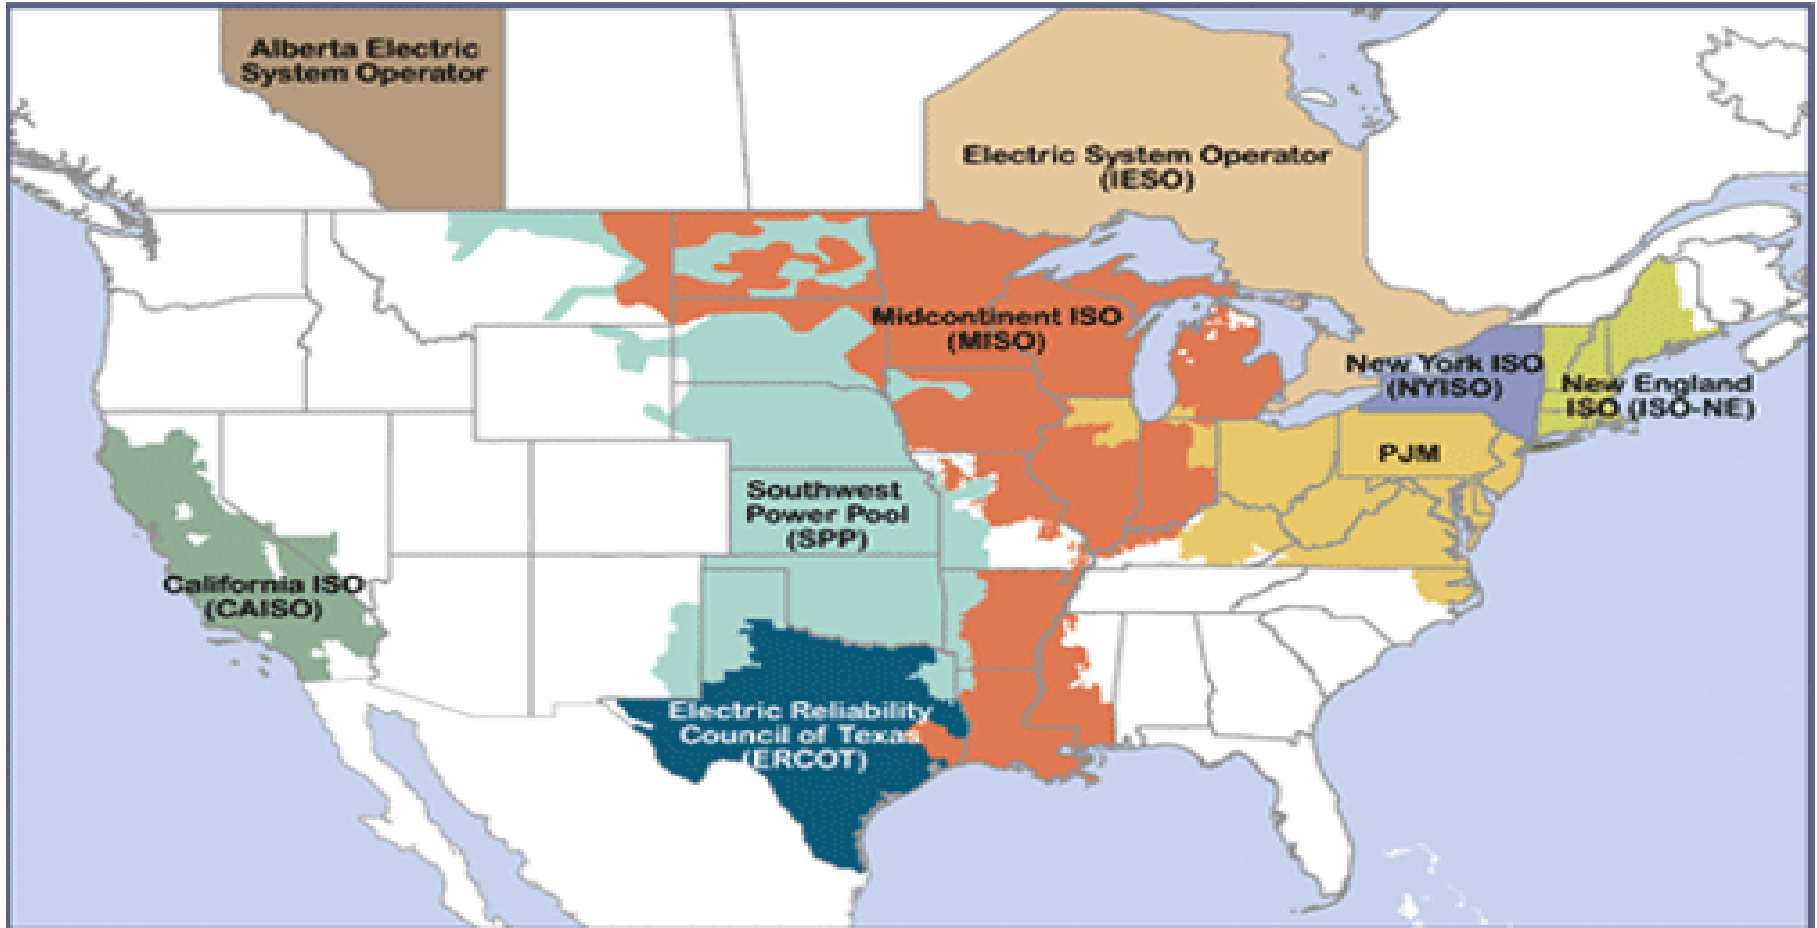 Alberta Electric
System Operator
Electric System Operator
(IESO)
Midcontinent ISO
(MISO)
New York ISO
(NYISO)
New England
ISO (ISO-NE)
PJM
Southwest
Power Pool
(SPP)
California ISO
(CAISO)
Electric Reliability
Council of Texas
(ERCOT)